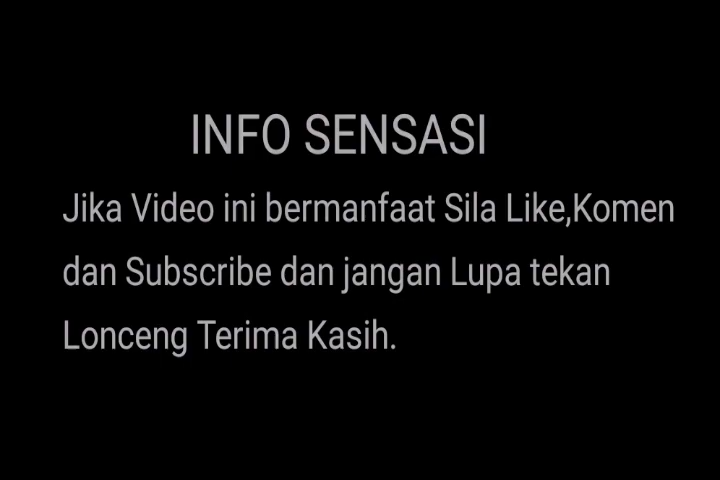 INFO SENSASI
Jika Video ini bermanfaat Sila Like,Komen
dan Subscribe dan jangan Lupa tekan
Lonceng Terima Kasih.